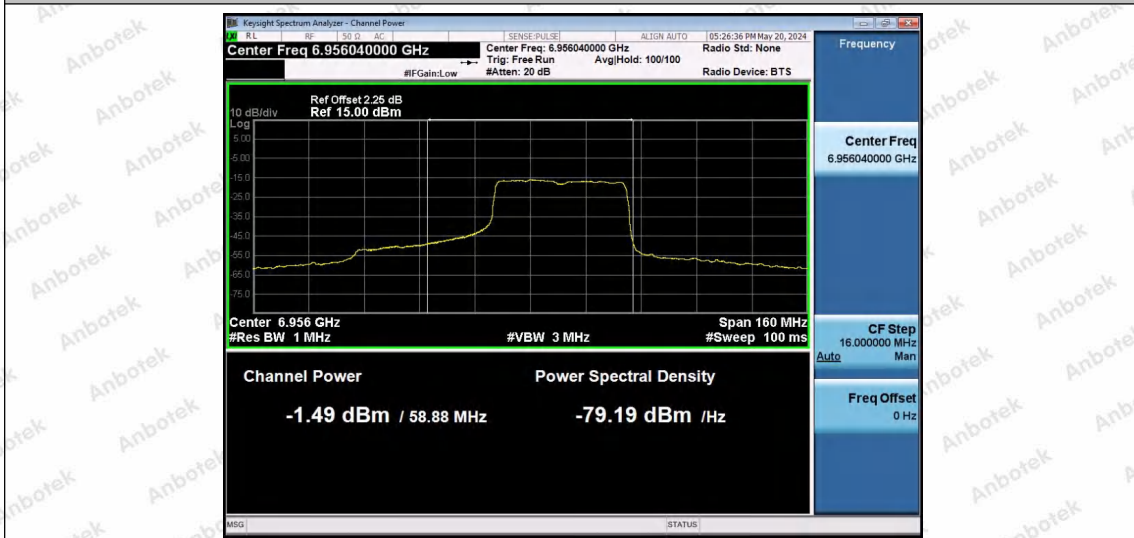 Keysight Spectrum Analyzer - Channel Power
RL RF 50 Ω AC SENSE:PULSE ALIGN AUTO 05:26:36 PM May 20, 2024
Center Freq 6.956040000 GHz
Center Freq: 6.956040000 GHz
Radio Std: None
Trig: Free Run Avg|Hold: 100/100
#IFGain:Low
#Atten: 20 dB
Radio Device: BTS
Ref Offset 2.25 dB
10 dB/div Ref 15.00 dBm
Log
5.00
-5.00
-15.0
-25.0
-35.0
-45.0
-55.0
-65.0
-75.0
Center 6.956 GHz
Span 160 MHz
#Res BW 1 MHz
#VBW 3 MHz
#Sweep 100 ms
Channel Power
Power Spectral Density
-1.49 dBm / 58.88 MHz
-79.19 dBm /Hz
MSG
STATUS
Frequency
Center Freq
6.956040000 GHz
CF Step
16.000000 MHz
Auto Man
Freq Offset
0 Hz
Anbotek